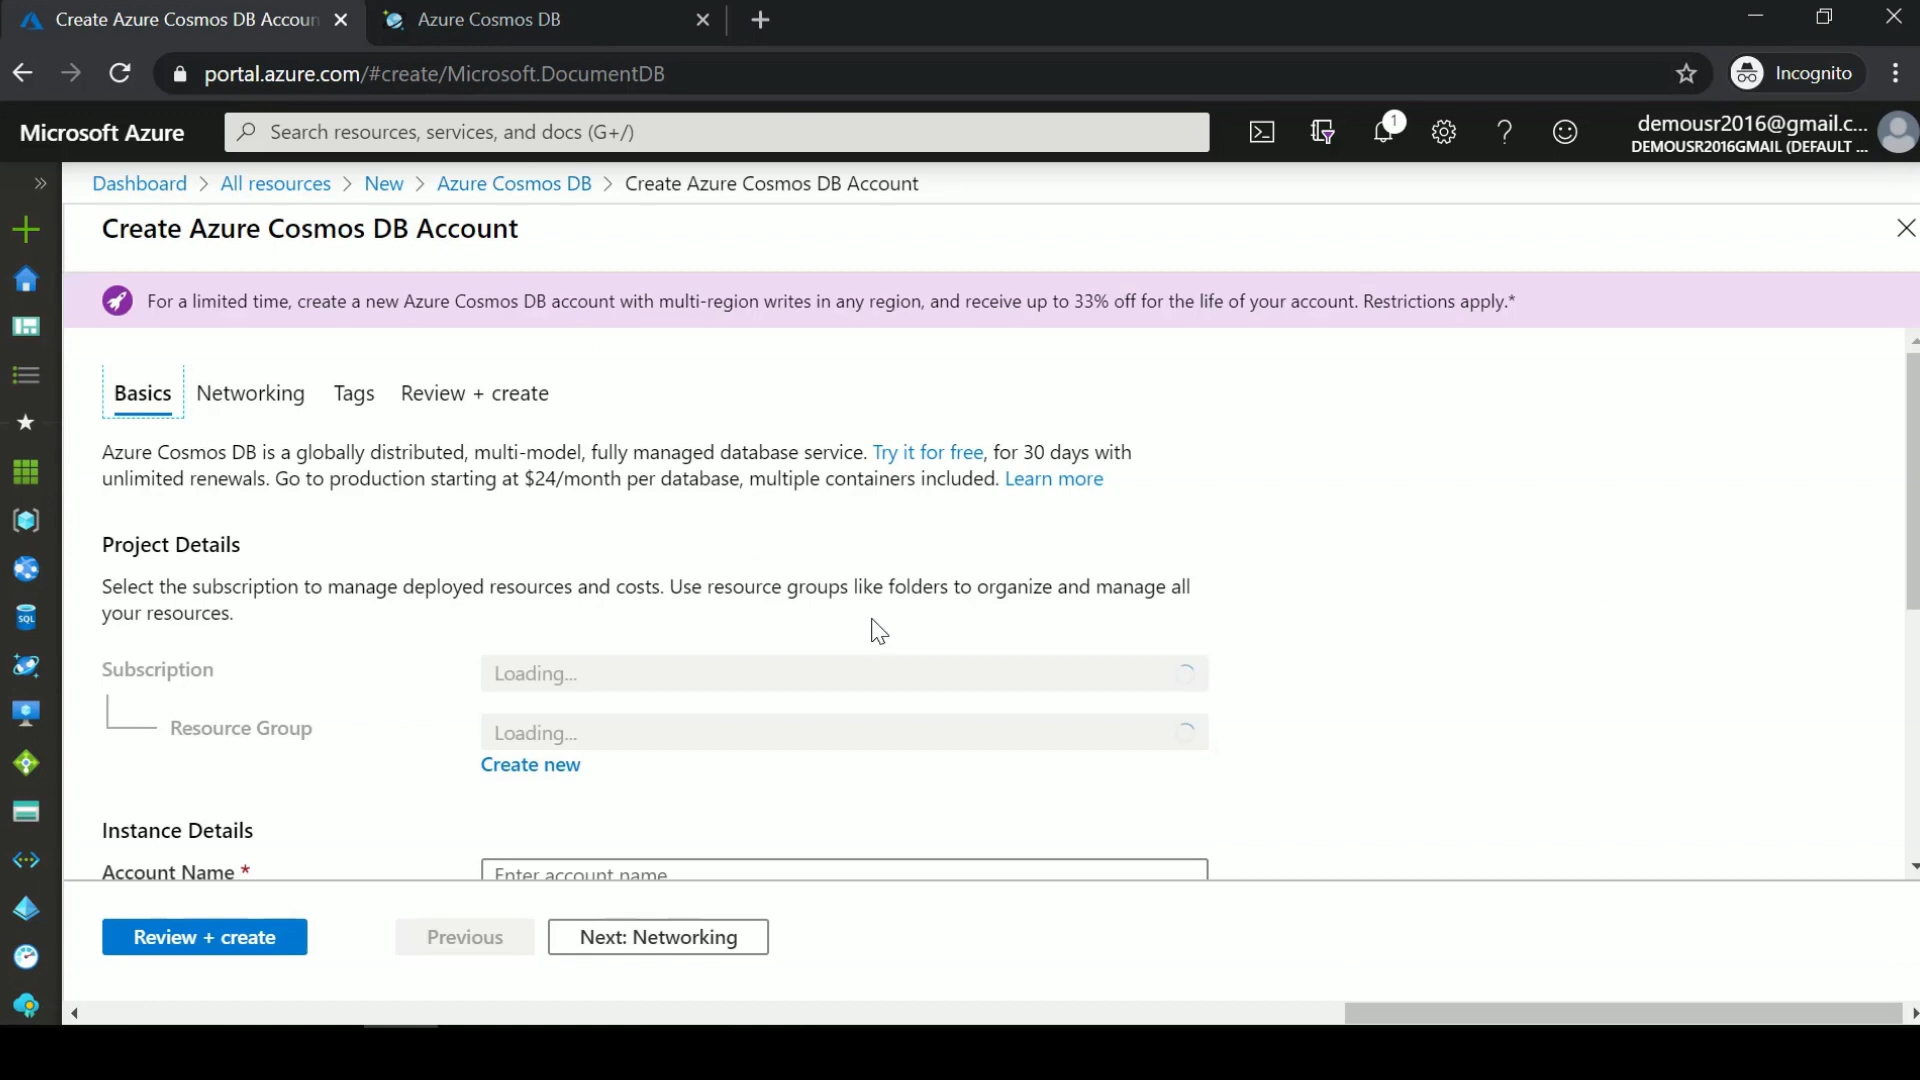 Create Azure Cosmos DB Accoun
Azure Cosmos DB
portal.azure.com/#create/Microsoft.DocumentDB
Incognito
Microsoft Azure
Search resources, services, and docs (G+/)
1
demousr2016@gmail.c...
DEMOUSR2016GMAIL (DEFAULT ...
Dashboard > All resources > New > Azure Cosmos DB > Create Azure Cosmos DB Account
Create Azure Cosmos DB Account
For a limited time, create a new Azure Cosmos DB account with multi-region writes in any region, and receive up to 33% off for the life of your account. Restrictions apply.*
Basics Networking Tags Review + create
Azure Cosmos DB is a globally distributed, multi-model, fully managed database service. Try it for free, for 30 days with
unlimited renewals. Go to production starting at $24/month per database, multiple containers included. Learn more
Project Details
Select the subscription to manage deployed resources and costs. Use resource groups like folders to organize and manage all
your resources.
Subscription
Loading...
Resource Group
Loading...
Create new
Instance Details
Account Name *
Enter account name
Review + create
Previous
Next: Networking
SQL